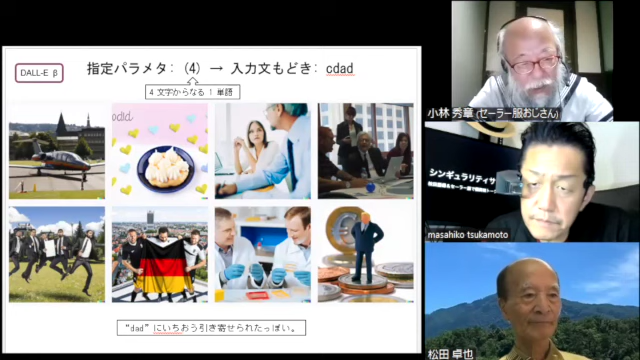 DALL-E β
指定パラメタ: (4) → 入力文もどき: cdad
4 文字からなる 1 単語
“dad”にいちおう引き寄せられたっぽい。
小林 秀章 (セーラー服おじさん)
シンギュラリティサ
masahiko tsukamoto
松田 卓也